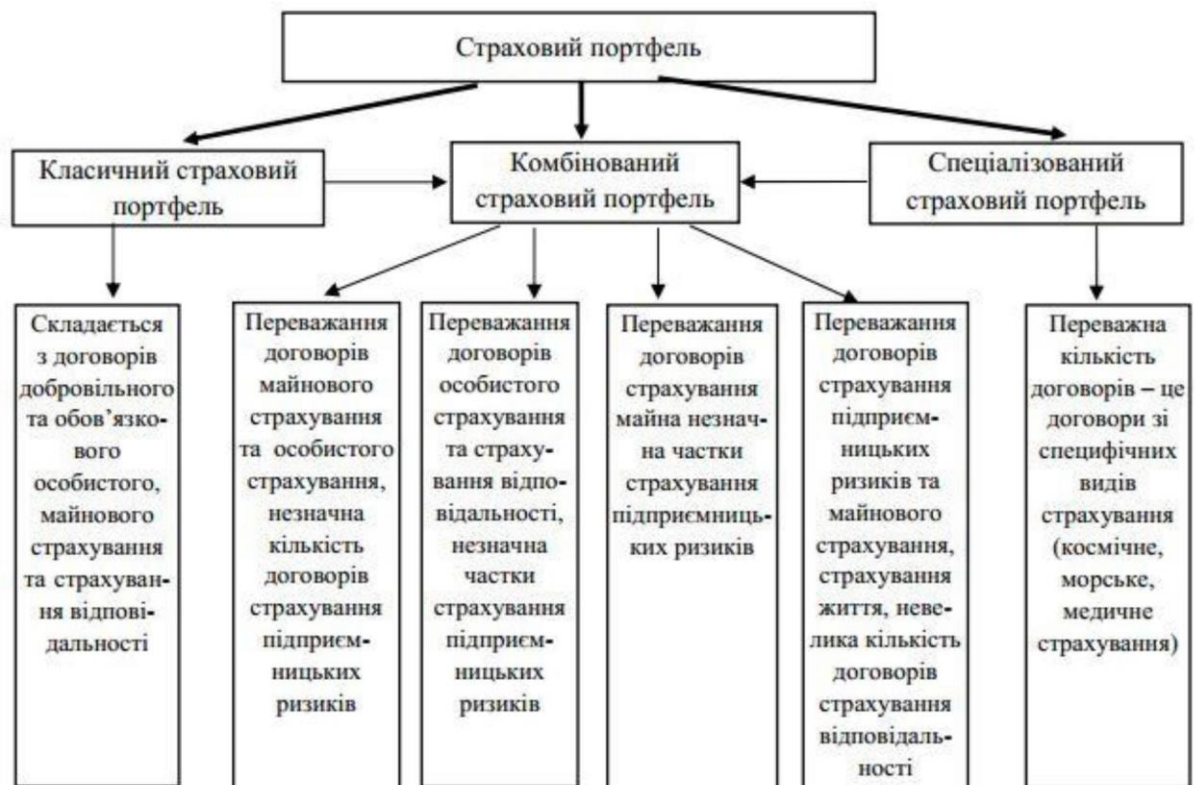 Страховий портфель
Класичний страховий
портфель
Комбінований
страховий портфель
Спеціалізований
страховий портфель
Складається
з договорів
добровільного
та обов’язко-
вого
особистого,
майнового
страхування
та страхуван-
ня відпові-
дальності
Переважання
договорів
майнового
страхування
та особистого
страхування,
незначна
кількість
договорів
страхування
підприєм-
ницьких
ризиків
Переважання
договорів
особистого
страхування
та страху-
вання відпо-
відальності,
незначна
частки
страхування
підприєм-
ницьких
ризиків
Переважання
договорів
страхування
майна незнач-
на частки
страхування
підприємниць-
ких ризиків
Переважання
договорів
страхування
підприєм-
ницьких
ризиків та
майнового
страхування,
страхування
життя, неве-
лика кількість
договорів
страхування
відповідаль-
ності
Переважна
кількість
договорів – це
договори зі
специфічних
видів
страхування
(космічне,
морське,
медичне
страхування)